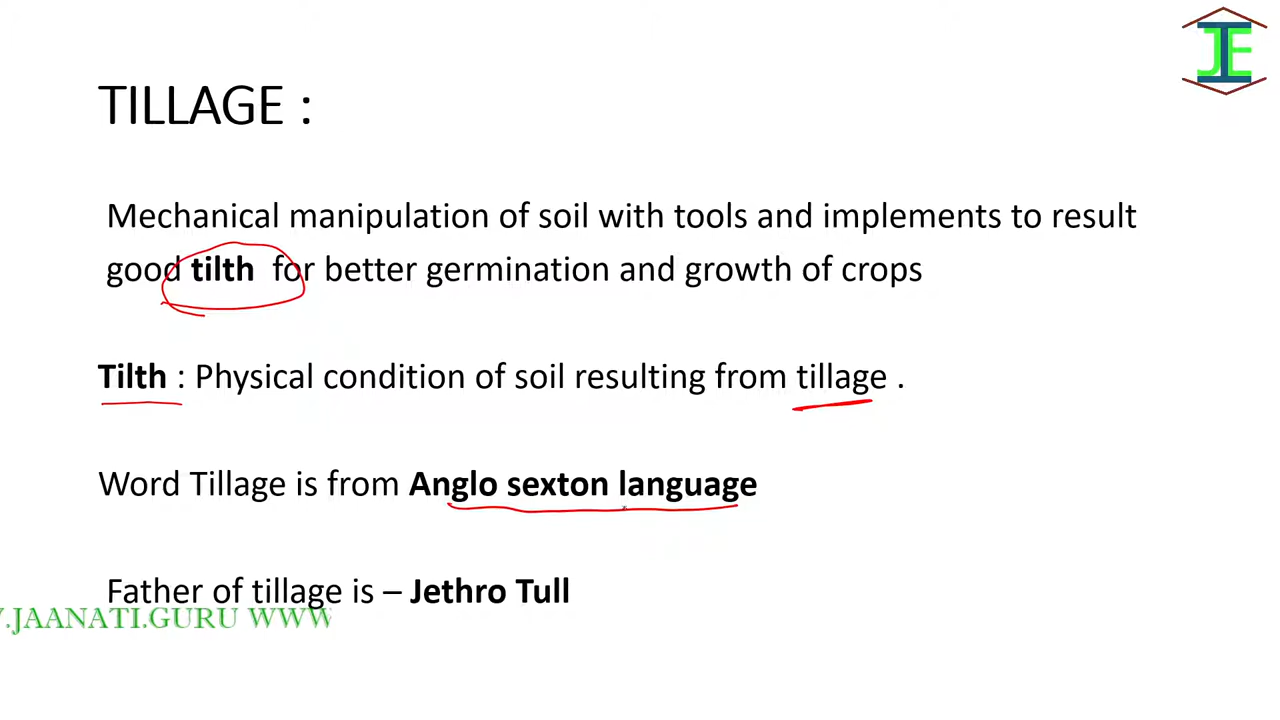 JE
TILLAGE :
Mechanical manipulation of soil with tools and implements to result
good tilth for better germination and growth of crops
Tilth : Physical condition of soil resulting from tillage .
Word Tillage is from Anglo sexton language
Father of tillage is – Jethro Tull
.JAANATI.GURU WWW